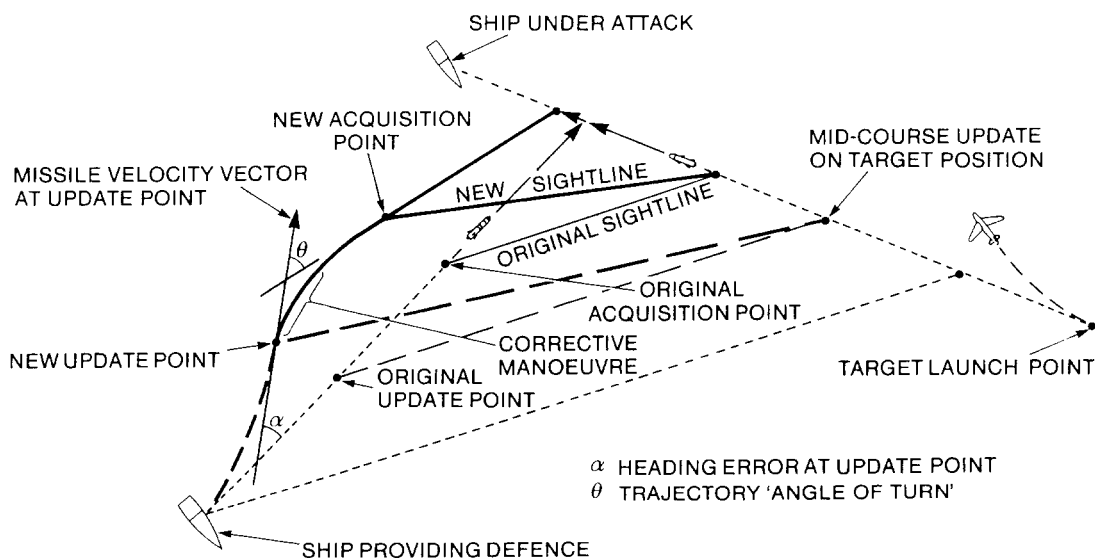 SHIP UNDER ATTACK
NEW ACQUISITION
POINT
MID-COURSE UPDATE
ON TARGET POSITION
MISSILE VELOCITY VECTOR
AT UPDATE POINT
NEW SIGHTLINE
ORIGINAL SIGHTLINE
θ
ORIGINAL
ACQUISITION POINT
NEW UPDATE POINT
CORRECTIVE
MANOEUVRE
TARGET LAUNCH POINT
ORIGINAL
UPDATE POINT
α
α HEADING ERROR AT UPDATE POINT
θ TRAJECTORY 'ANGLE OF TURN'
SHIP PROVIDING DEFENCE